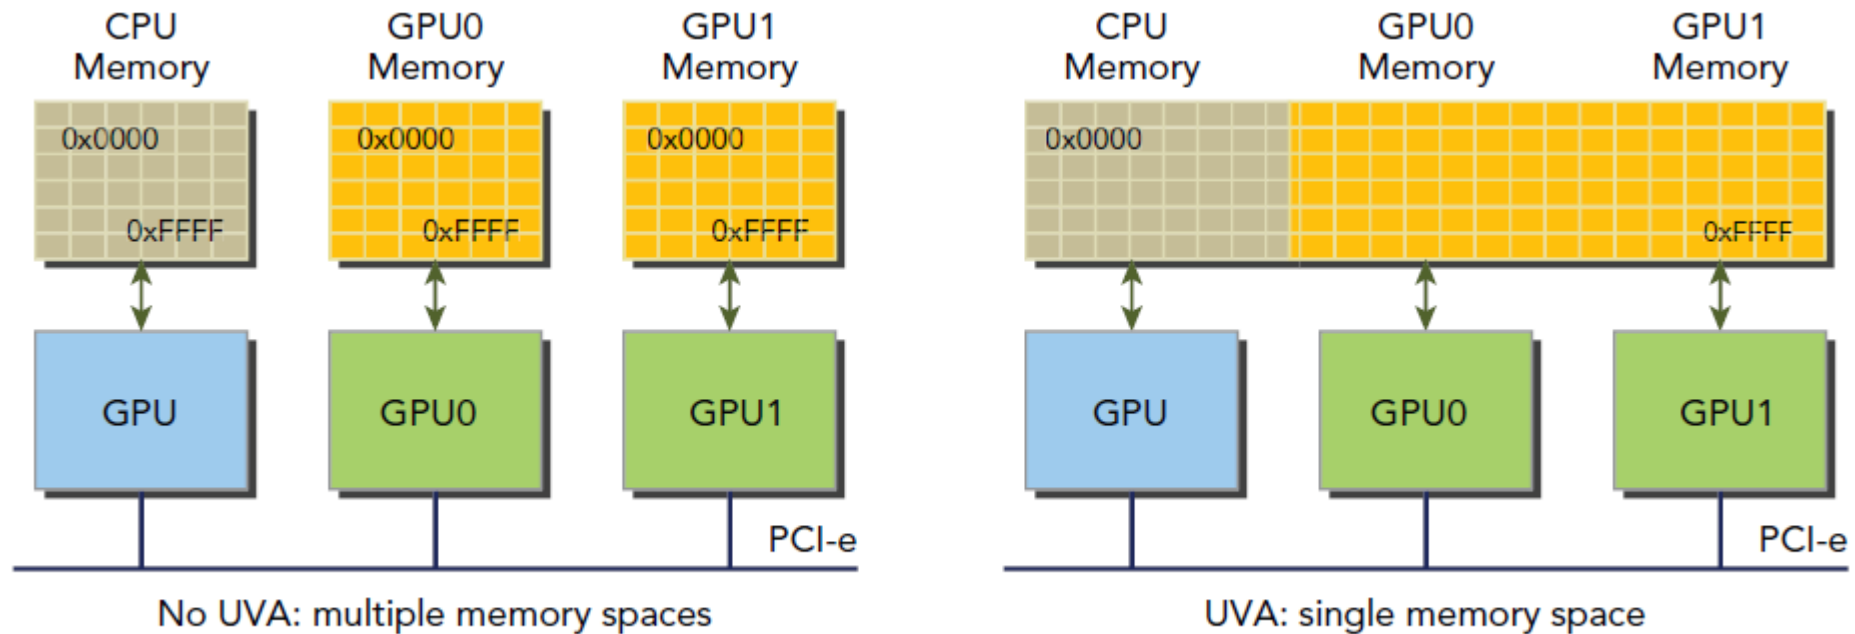 CPU
Memory
GPU0
Memory
GPU1
Memory
0x0000
0xFFFF
0x0000
0xFFFF
0x0000
0xFFFF
GPU
GPU0
GPU1
PCI-e
No UVA: multiple memory spaces
CPU
Memory
GPU0
Memory
GPU1
Memory
0x0000
0xFFFF
GPU
GPU0
GPU1
PCI-e
UVA: single memory space